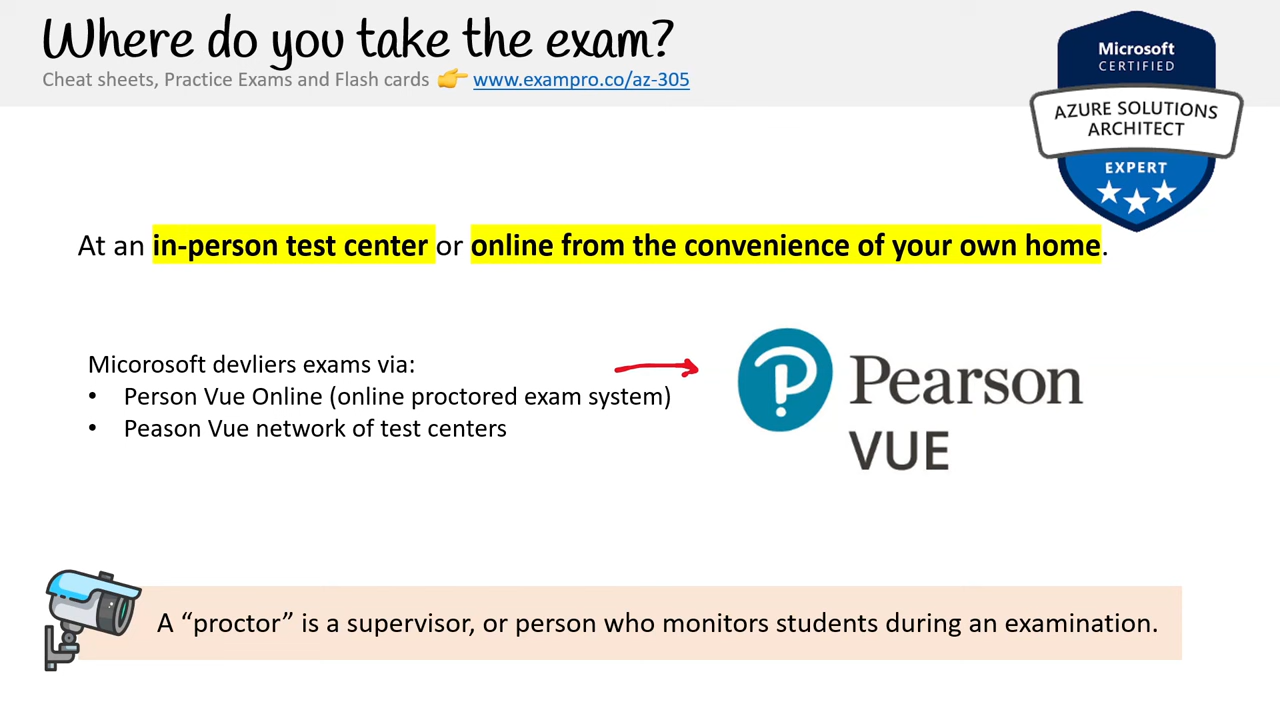 Where do you take the exam?
Cheat sheets, Practice Exams and Flash cards 👉 www.exampro.co/az-305
Microsoft
CERTIFIED
AZURE SOLUTIONS
ARCHITECT
EXPERT
At an in-person test center or online from the convenience of your own home.
Micorosoft devliers exams via:
• Person Vue Online (online proctored exam system)
• Peason Vue network of test centers
Pearson
VUE
A “proctor” is a supervisor, or person who monitors students during an examination.